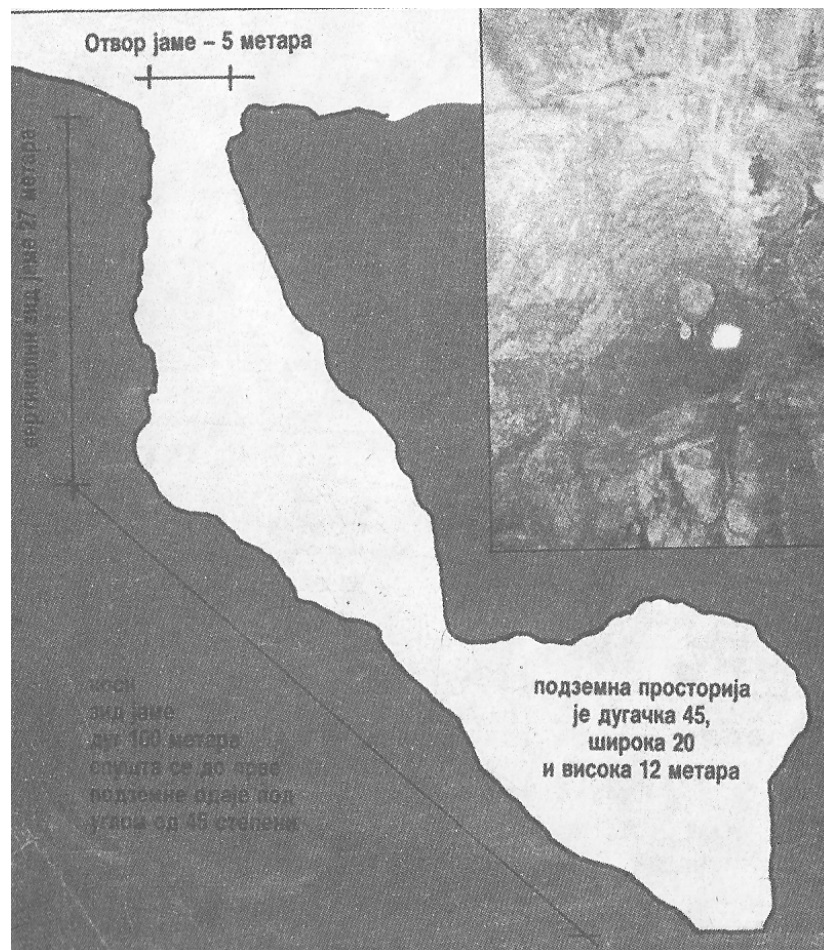 Отвор јаме – 5 метара
вертикални зид јаме 27 метара
коси
зид јаме
дуг 100 метара
спушта се до прве
подземне одаје под
углом од 45 степени
подземна просторија
је дугачка 45,
широка 20
и висока 12 метара